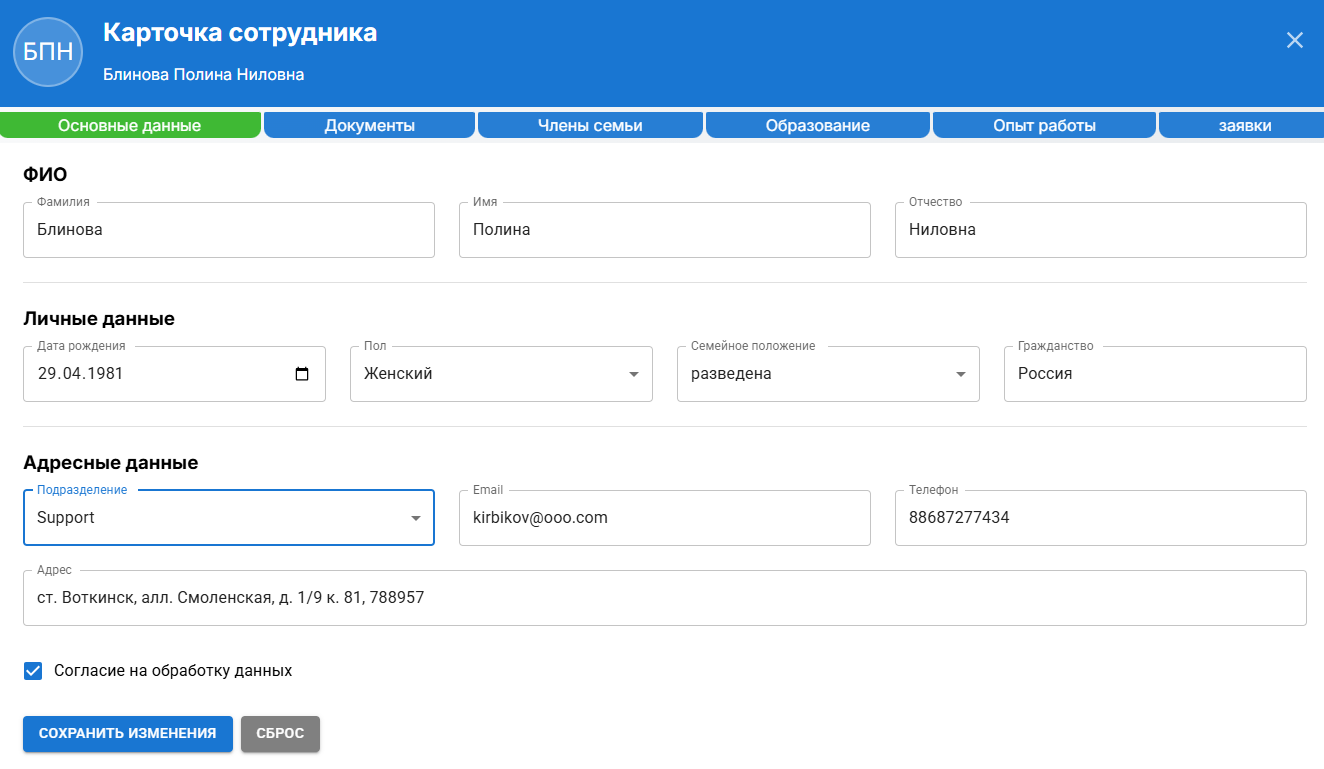 БПН
Карточка сотрудника
Блинова Полина Ниловна
Основные данные Документы Члены семьи Образование Опыт работы заявки
ФИО
Фамилия Имя Отчество
Блинова Полина Ниловна
Личные данные
Дата рождения Пол Семейное положение Гражданство
29.04.1981 Женский разведена Россия
Адресные данные
Подразделение Email Телефон
Support kirbikov@ooo.com 88687277434
Адрес
ст. Воткинск, алл. Смоленская, д. 1/9 к. 81, 788957
Согласие на обработку данных
СОХРАНИТЬ ИЗМЕНЕНИЯ СБРОС